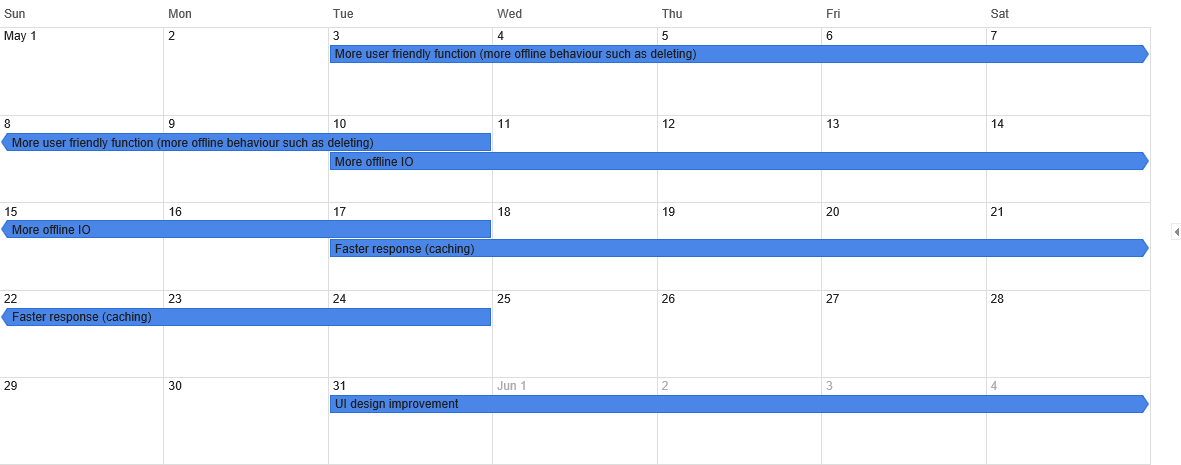 Sun Mon Tue Wed Thu Fri Sat
May 1 2 3 4 5 6 7
More user friendly function (more offline behaviour such as deleting)
8 9 10 11 12 13 14
More user friendly function (more offline behaviour such as deleting)
More offline IO
15 16 17 18 19 20 21
More offline IO
Faster response (caching)
22 23 24 25 26 27 28
Faster response (caching)
29 30 31 Jun 1 2 3 4
UI design improvement